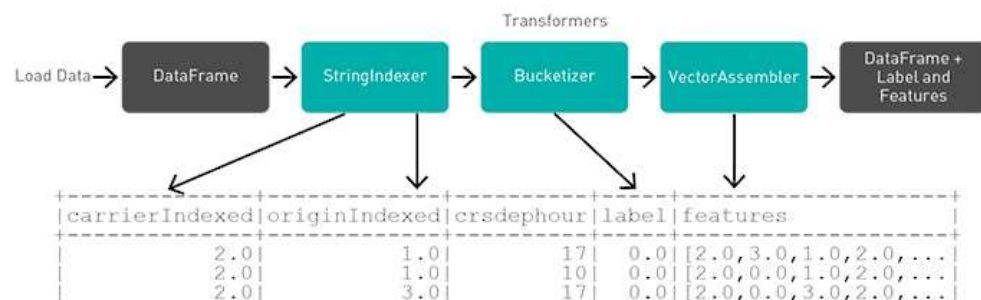 Transformers
Load Data
DataFrame
StringIndexer
Bucketizer
VectorAssembler
DataFrame +
Label and
Features
+--------------+-------------+----------+-----+--------------------+
|carrierIndexed|originIndexed|crsdephour|label|features            |
+--------------+-------------+----------+-----+--------------------+
|           2.0|          1.0|        17|  0.0|[2.0,3.0,1.0,2.0,...|
|           2.0|          1.0|        10|  0.0|[2.0,0.0,1.0,2.0,...|
|           2.0|          3.0|        17|  0.0|[2.0,0.0,3.0,2.0,...|